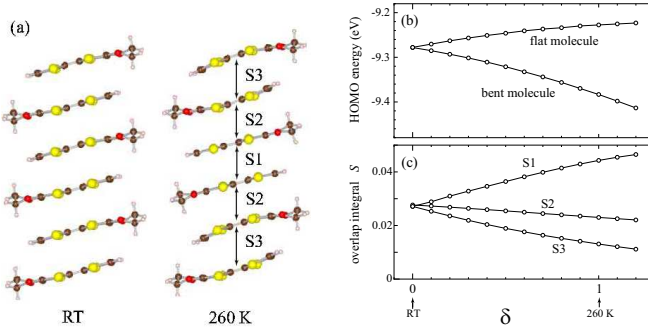 (a)
S3
S2
S1
S2
S3
RT
260 K
(b)
HOMO energy (eV)
-9.2
-9.3
-9.4
flat molecule
bent molecule
(c)
overlap integral S
0.04
0.02
0
S1
S2
S3
0
δ
1
RT
260 K